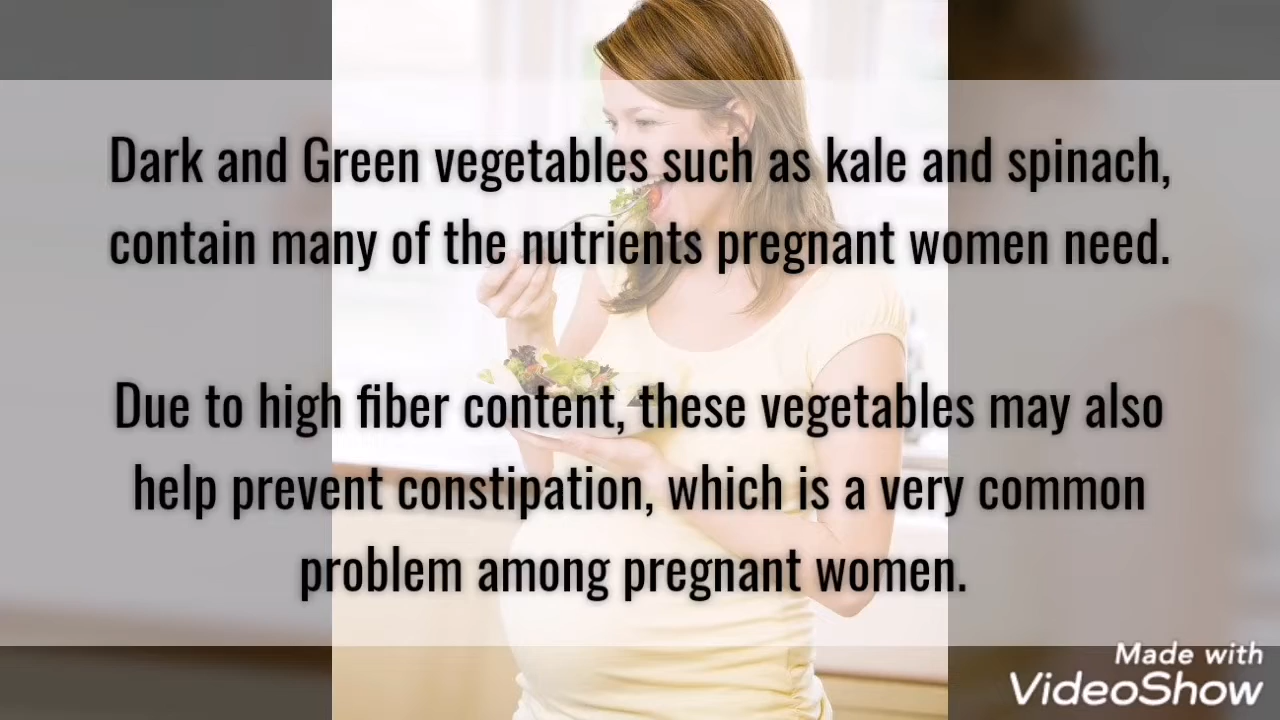 Dark and Green vegetables such as kale and spinach,
contain many of the nutrients pregnant women need.
Due to high fiber content, these vegetables may also
help prevent constipation, which is a very common
problem among pregnant women.
Made with
VideoShow